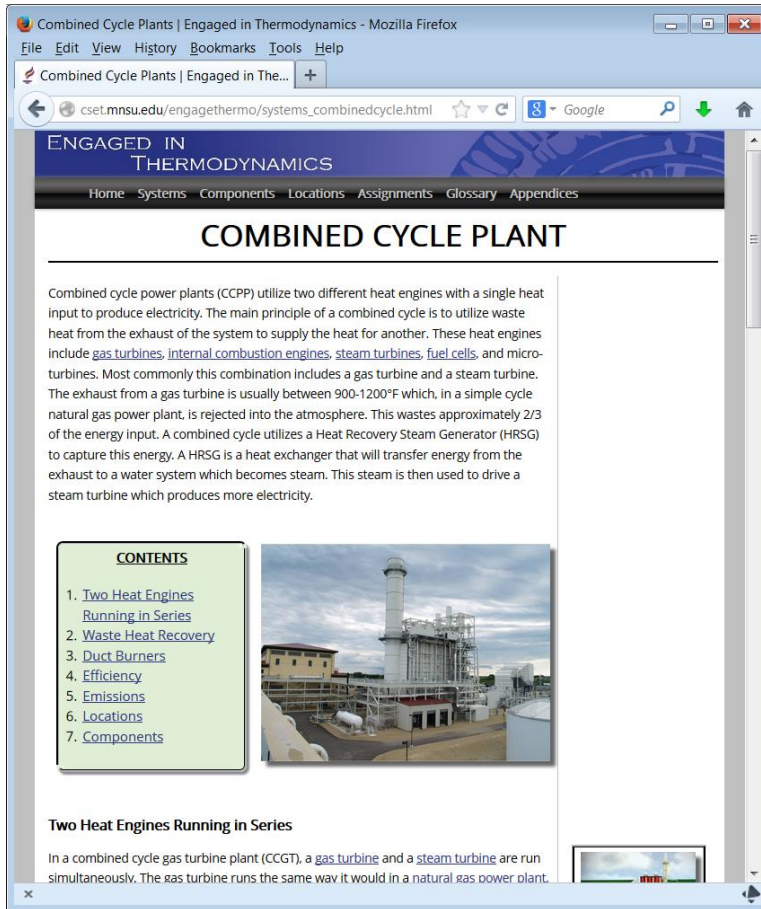 Combined Cycle Plants | Engaged in Thermodynamics - Mozilla Firefox
File Edit View History Bookmarks Tools Help
Combined Cycle Plants | Engaged in The...
cset.mnsu.edu/engagethermo/systems_combinedcycle.html
Google
ENGAGED IN
THERMODYNAMICS
Home Systems Components Locations Assignments Glossary Appendices
COMBINED CYCLE PLANT
Combined cycle power plants (CCPP) utilize two different heat engines with a single heat
input to produce electricity. The main principle of a combined cycle is to utilize waste
heat from the exhaust of the system to supply the heat for another. These heat engines
include gas turbines, internal combustion engines, steam turbines, fuel cells, and micro-
turbines. Most commonly this combination includes a gas turbine and a steam turbine.
The exhaust from a gas turbine is usually between 900-1200°F which, in a simple cycle
natural gas power plant, is rejected into the atmosphere. This wastes approximately 2/3
of the energy input. A combined cycle utilizes a Heat Recovery Steam Generator (HRSG)
to capture this energy. A HRSG is a heat exchanger that will transfer energy from the
exhaust to a water system which becomes steam. This steam is then used to drive a
steam turbine which produces more electricity.
CONTENTS
1. Two Heat Engines
Running in Series
2. Waste Heat Recovery
3. Duct Burners
4. Efficiency
5. Emissions
6. Locations
7. Components
Two Heat Engines Running in Series
In a combined cycle gas turbine plant (CCGT), a gas turbine and a steam turbine are run
simultaneously. The gas turbine runs the same way it would in a natural gas power plant,